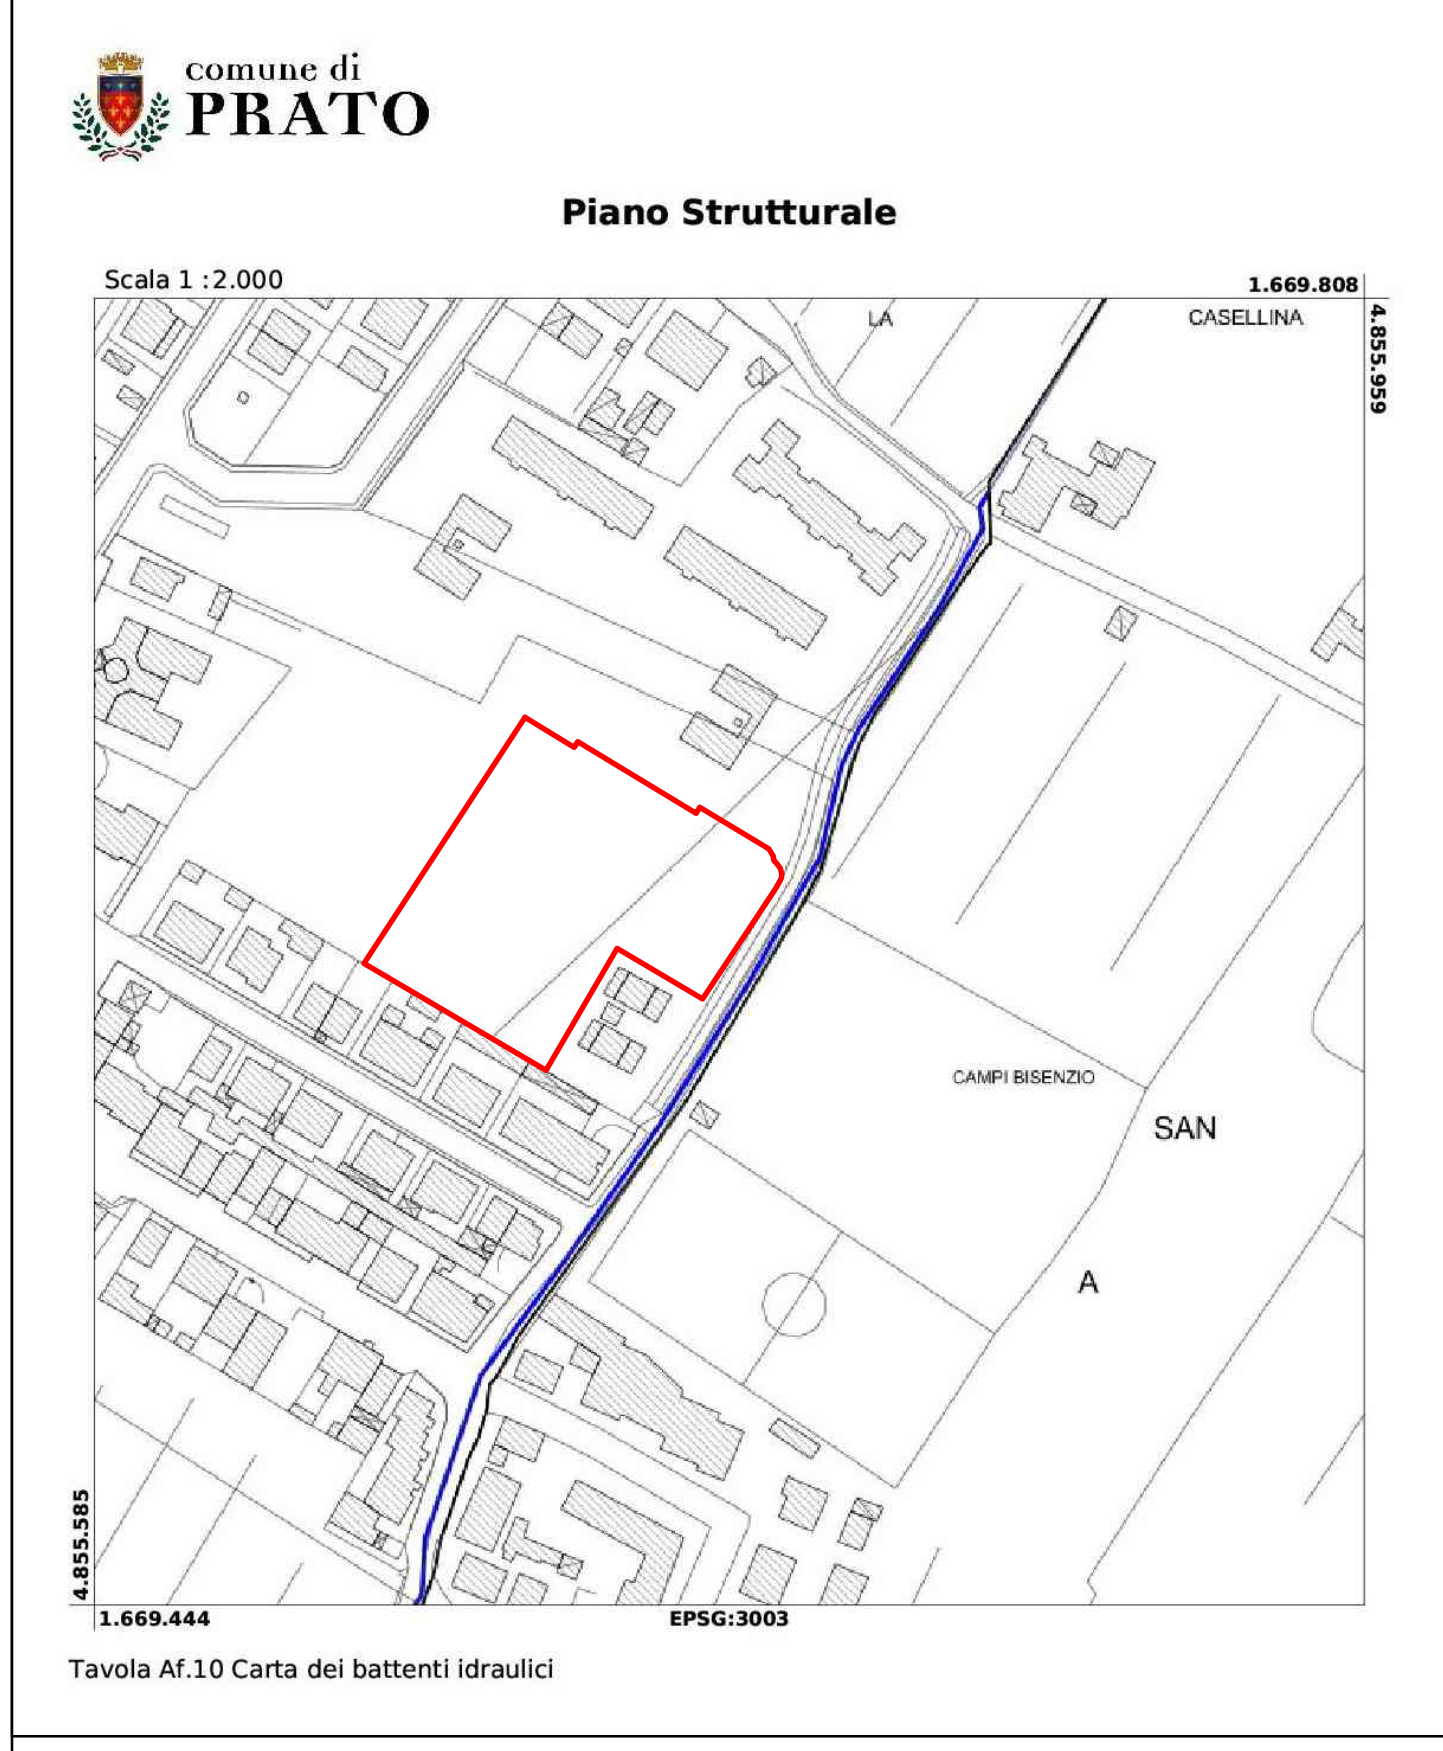 comune di
PRATO
Piano Strutturale
Scala 1 :2.000
1.669.808
4.855.959
LA
CASELLINA
CAMPI BISENZIO
SAN
A
4.855.585
1.669.444
EPSG:3003
Tavola Af.10 Carta dei battenti idraulici